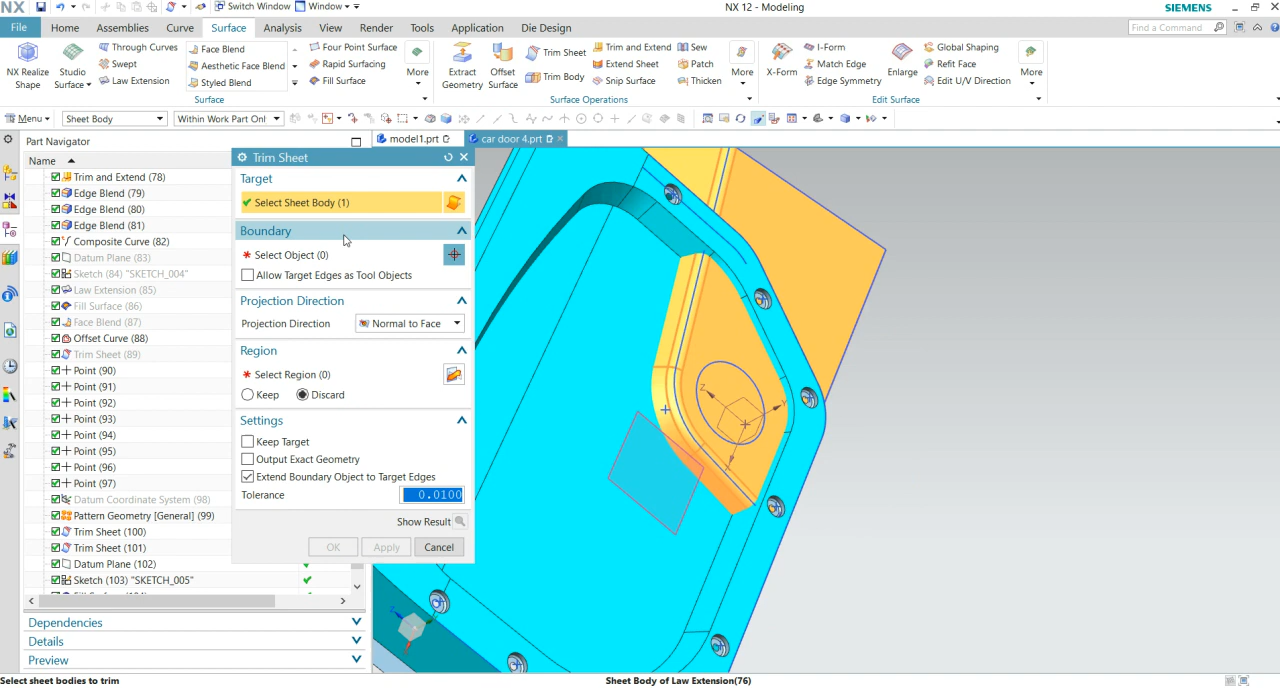 NX Switch Window Window NX 12 - Modeling SIEMENS
File Home Assemblies Curve Surface Analysis View Render Tools Application Die Design Find a Command
NX Realize Shape
Studio Surface
Through Curves
Swept
Law Extension
Face Blend
Aesthetic Face Blend
Styled Blend
Four Point Surface
Rapid Surfacing
Fill Surface
More
Surface
Extract Geometry
Offset Surface
Trim Sheet
Trim Body
Trim and Extend
Extend Sheet
Snip Surface
Sew
Patch
Thicken
More
Surface Operations
X-Form
I-Form
Match Edge
Edge Symmetry
Enlarge
Global Shaping
Refit Face
Edit U/V Direction
More
Edit Surface
Menu Sheet Body Within Work Part Onl
Part Navigator
model1.prt car door 4.prt
Name
Trim and Extend (78)
Edge Blend (79)
Edge Blend (80)
Edge Blend (81)
Composite Curve (82)
Datum Plane (83)
Sketch (84) "SKETCH_004"
Law Extension (85)
Fill Surface (86)
Face Blend (87)
Offset Curve (88)
Trim Sheet (89)
Point (90)
Point (91)
Point (92)
Point (93)
Point (94)
Point (95)
Point (96)
Point (97)
Datum Coordinate System (98)
Pattern Geometry [General] (99)
Trim Sheet (100)
Trim Sheet (101)
Datum Plane (102)
Sketch (103) "SKETCH_005"
Dependencies
Details
Preview
Trim Sheet
Target
Select Sheet Body (1)
Boundary
* Select Object (0)
Allow Target Edges as Tool Objects
Projection Direction
Projection Direction Normal to Face
Region
* Select Region (0)
Keep Discard
Settings
Keep Target
Output Exact Geometry
Extend Boundary Object to Target Edges
Tolerance 0.0100
Show Result
OK Apply Cancel
Z
Y
X
Select sheet bodies to trim Sheet Body of Law Extension(76)